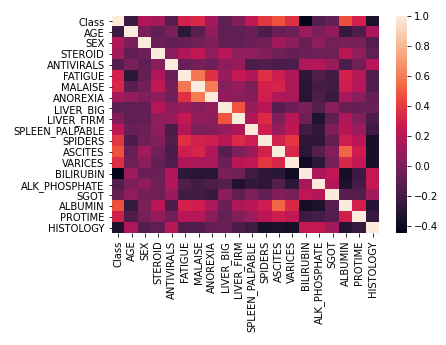 Class
AGE
SEX
STEROID
ANTIVIRALS
FATIGUE
MALAISE
ANOREXIA
LIVER_BIG
LIVER_FIRM
SPLEEN_PALPABLE
SPIDERS
ASCITES
VARICES
BILIRUBIN
ALK_PHOSPHATE
SGOT
ALBUMIN
PROTIME
HISTOLOGY
Class
AGE
SEX
STEROID
ANTIVIRALS
FATIGUE
MALAISE
ANOREXIA
LIVER_BIG
LIVER_FIRM
SPLEEN_PALPABLE
SPIDERS
ASCITES
VARICES
BILIRUBIN
ALK_PHOSPHATE
SGOT
ALBUMIN
PROTIME
HISTOLOGY
1.0
0.8
0.6
0.4
0.2
0.0
−0.2
−0.4